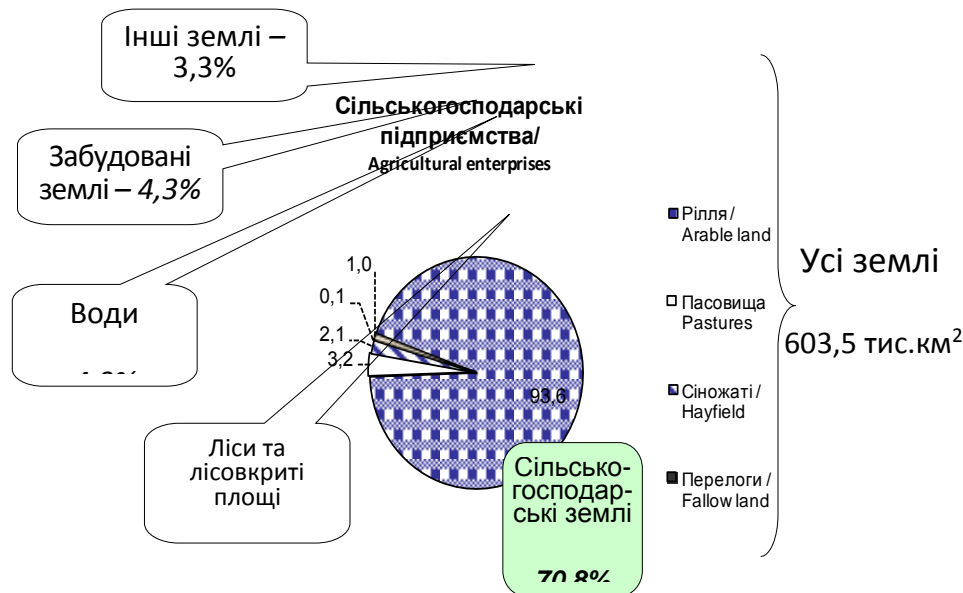 Інші землі –
3,3%
Сільськогосподарські
підприємства/
Agricultural enterprises
Забудовані
землі – 4,3%
Води
Ліси та
лісовкриті
площі
1,0
0,1
2,1
3,2
93,6
Сільсько-
господар-
ські землі
70,8%
Рілля /
Arable land
Пасовища
Pastures
Сіножаті /
Hayfield
Перелоги /
Fallow land
Усі землі
603,5 тис.км²